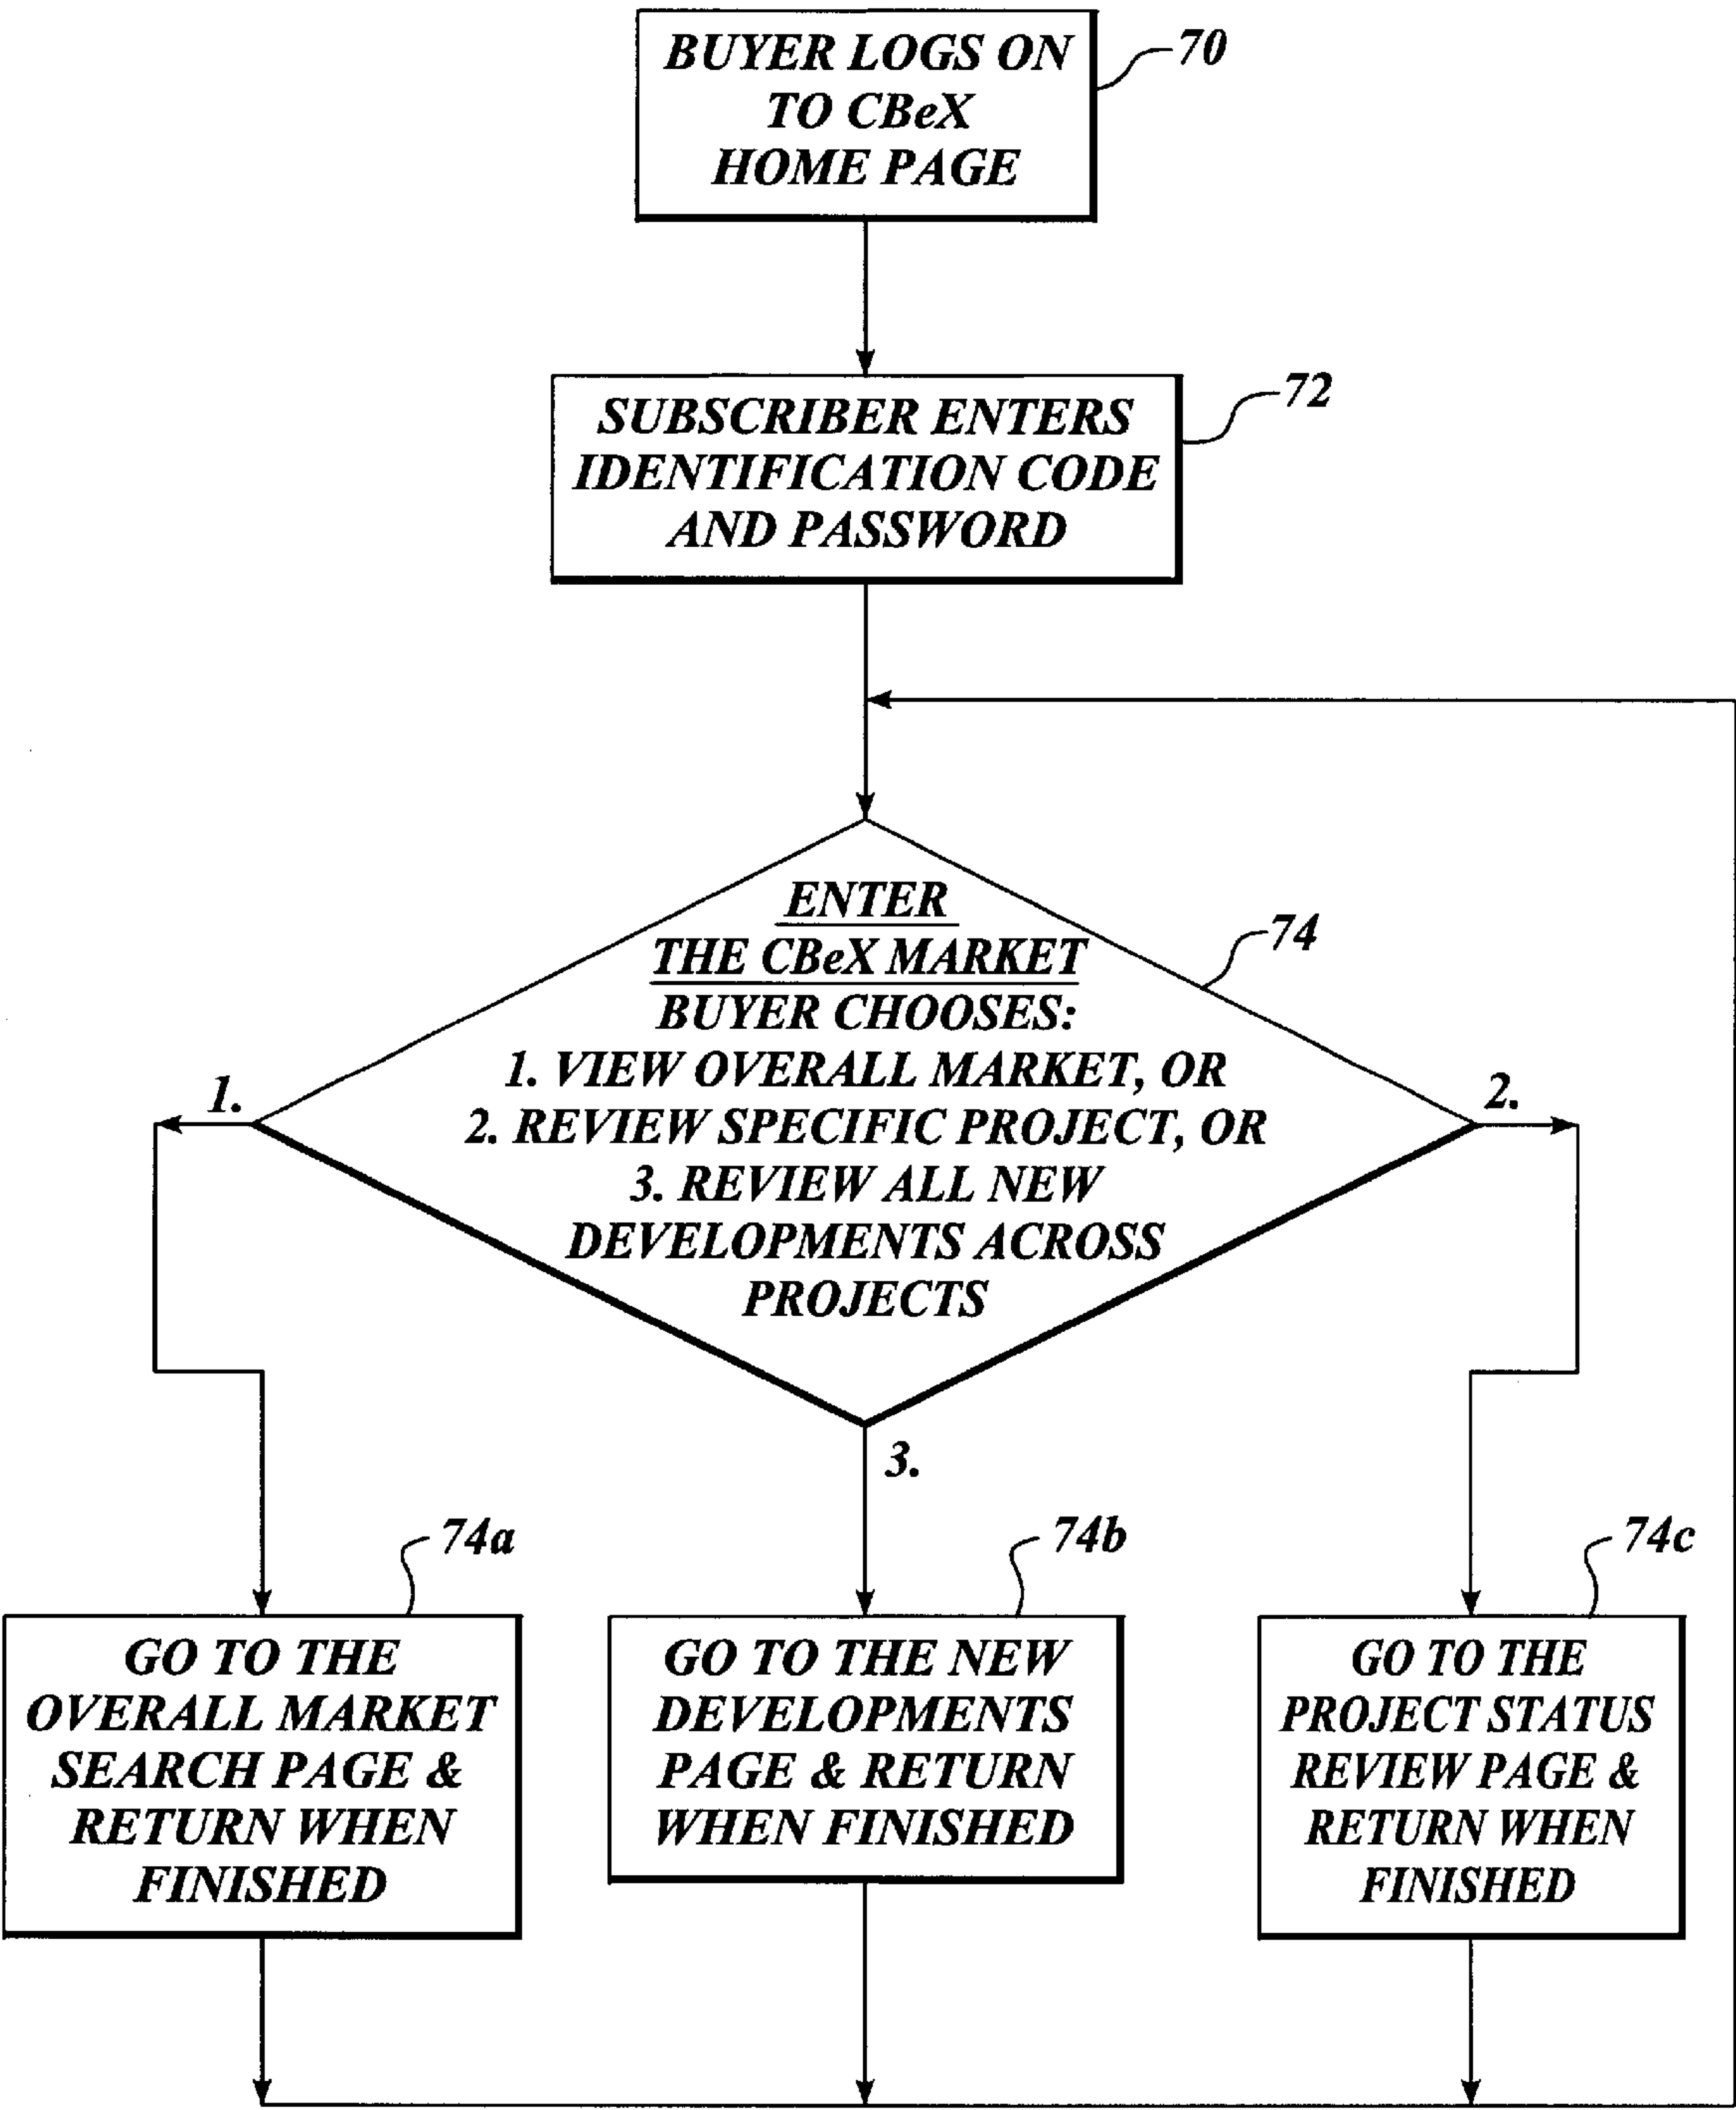 BUYER LOGS ON
TO CBeX
HOME PAGE
70
SUBSCRIBER ENTERS
IDENTIFICATION CODE
AND PASSWORD
72
ENTER
THE CBeX MARKET
BUYER CHOOSES:
1. VIEW OVERALL MARKET, OR
2. REVIEW SPECIFIC PROJECT, OR
3. REVIEW ALL NEW
DEVELOPMENTS ACROSS
PROJECTS
74
1.
2.
3.
74a
GO TO THE
OVERALL MARKET
SEARCH PAGE &
RETURN WHEN
FINISHED
74b
GO TO THE NEW
DEVELOPMENTS
PAGE & RETURN
WHEN FINISHED
74c
GO TO THE
PROJECT STATUS
REVIEW PAGE &
RETURN WHEN
FINISHED